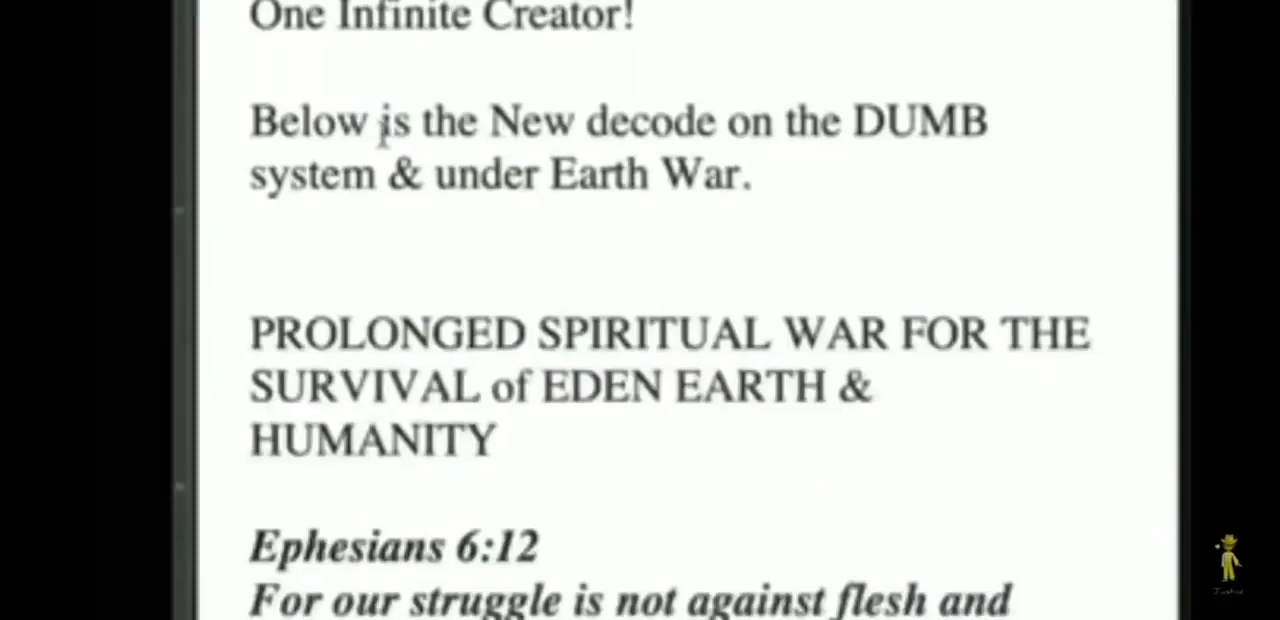 One Infinite Creator!
Below is the New decode on the DUMB
system & under Earth War.
PROLONGED SPIRITUAL WAR FOR THE
SURVIVAL of EDEN EARTH &
HUMANITY
Ephesians 6:12
For our struggle is not against flesh and